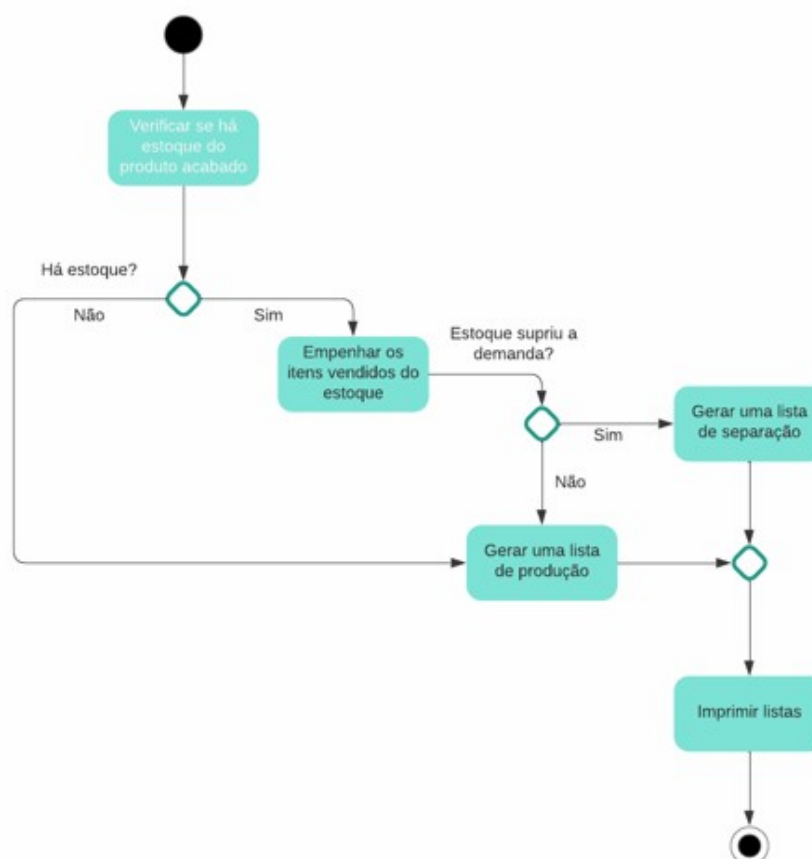 Verificar se há
estoque do
produto acabado
Há estoque?
Não
Sim
Empenhar os
itens vendidos do
estoque
Estoque supriu a
demanda?
Sim
Não
Gerar uma lista
de separação
Gerar uma lista
de produção
Imprimir listas